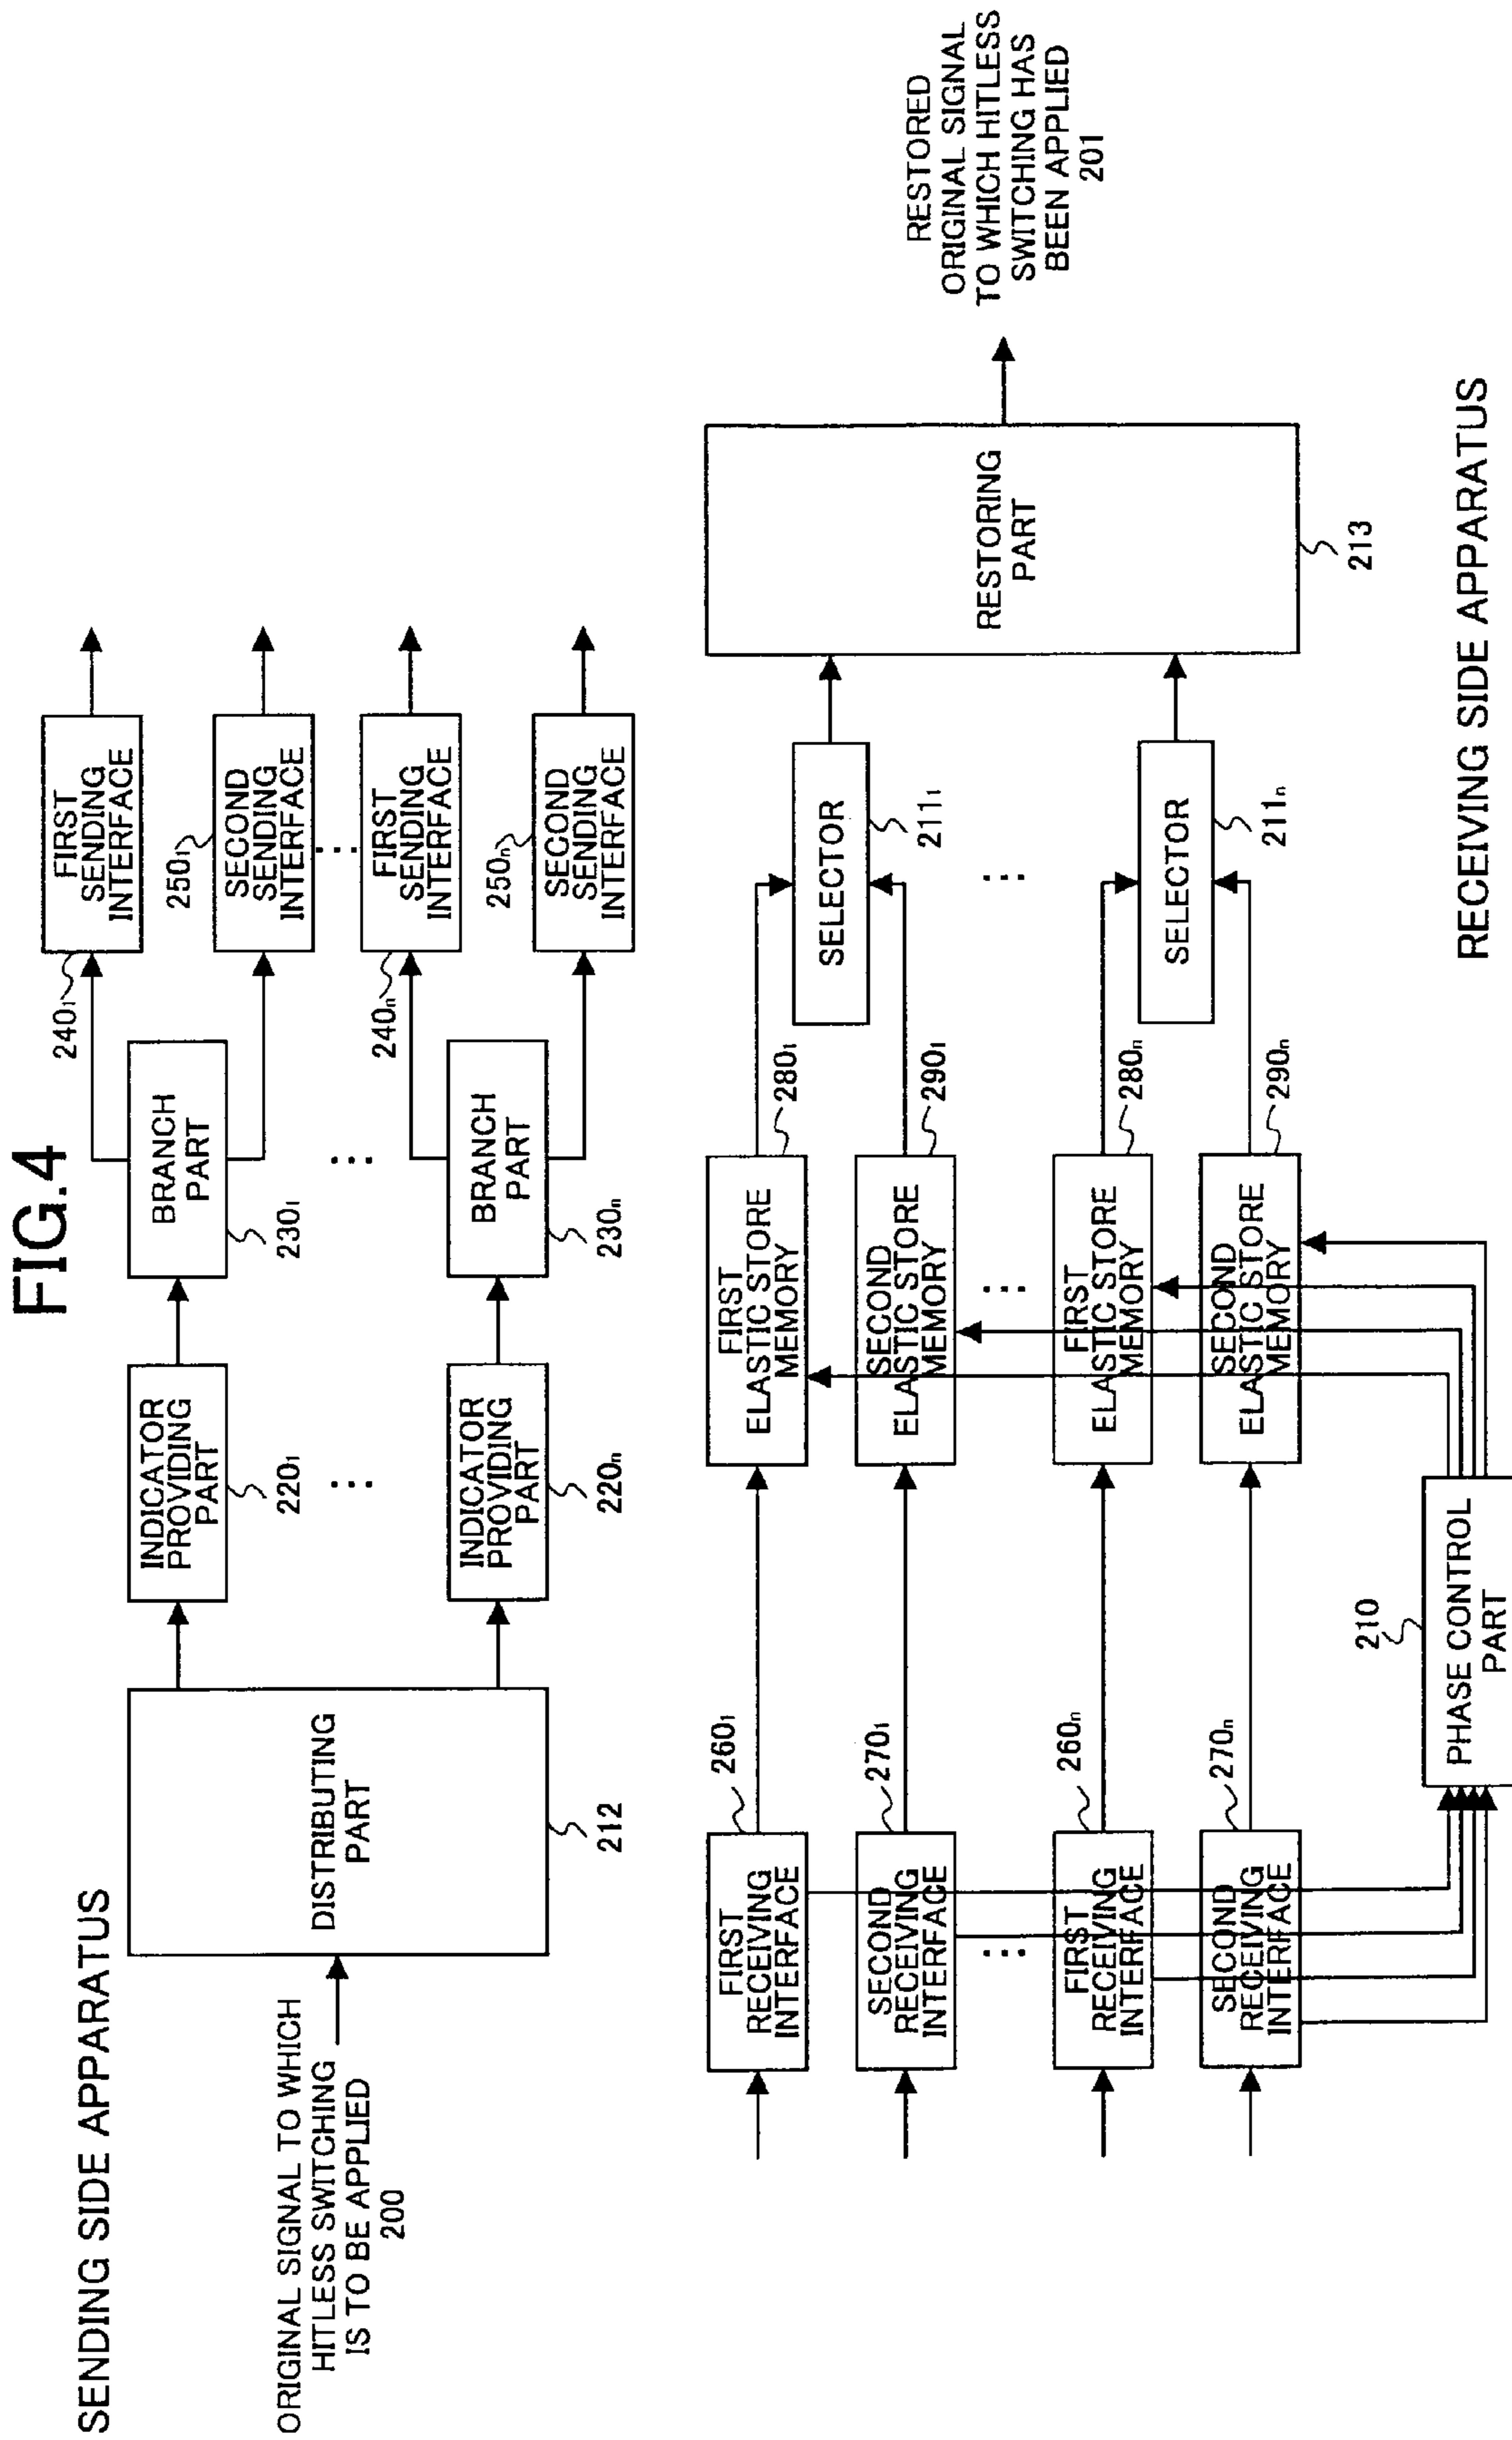 FIG.4
SENDING SIDE APPARATUS
ORIGINAL SIGNAL TO WHICH
HITLESS SWITCHING
IS TO BE APPLIED
200
DISTRIBUTING
PART
212
INDICATOR
PROVIDING
PART
220₁
...
INDICATOR
PROVIDING
PART
220ₙ
BRANCH
PART
230₁
...
BRANCH
PART
230ₙ
240₁
FIRST
SENDING
INTERFACE
250₁
SECOND
SENDING
INTERFACE
...
240ₙ
FIRST
SENDING
INTERFACE
250ₙ
SECOND
SENDING
INTERFACE
260₁
FIRST
RECEIVING
INTERFACE
270₁
SECOND
RECEIVING
INTERFACE
...
260ₙ
FIRST
RECEIVING
INTERFACE
270ₙ
SECOND
RECEIVING
INTERFACE
210
PHASE CONTROL
PART
FIRST
ELASTIC STORE
MEMORY
280₁
SECOND
ELASTIC STORE
MEMORY
290₁
...
FIRST
ELASTIC STORE
MEMORY
280ₙ
SECOND
ELASTIC STORE
MEMORY
290ₙ
SELECTOR
211₁
...
SELECTOR
211ₙ
RESTORING
PART
213
RESTORED
ORIGINAL SIGNAL
TO WHICH HITLESS
SWITCHING HAS
BEEN APPLIED
201
RECEIVING SIDE APPARATUS